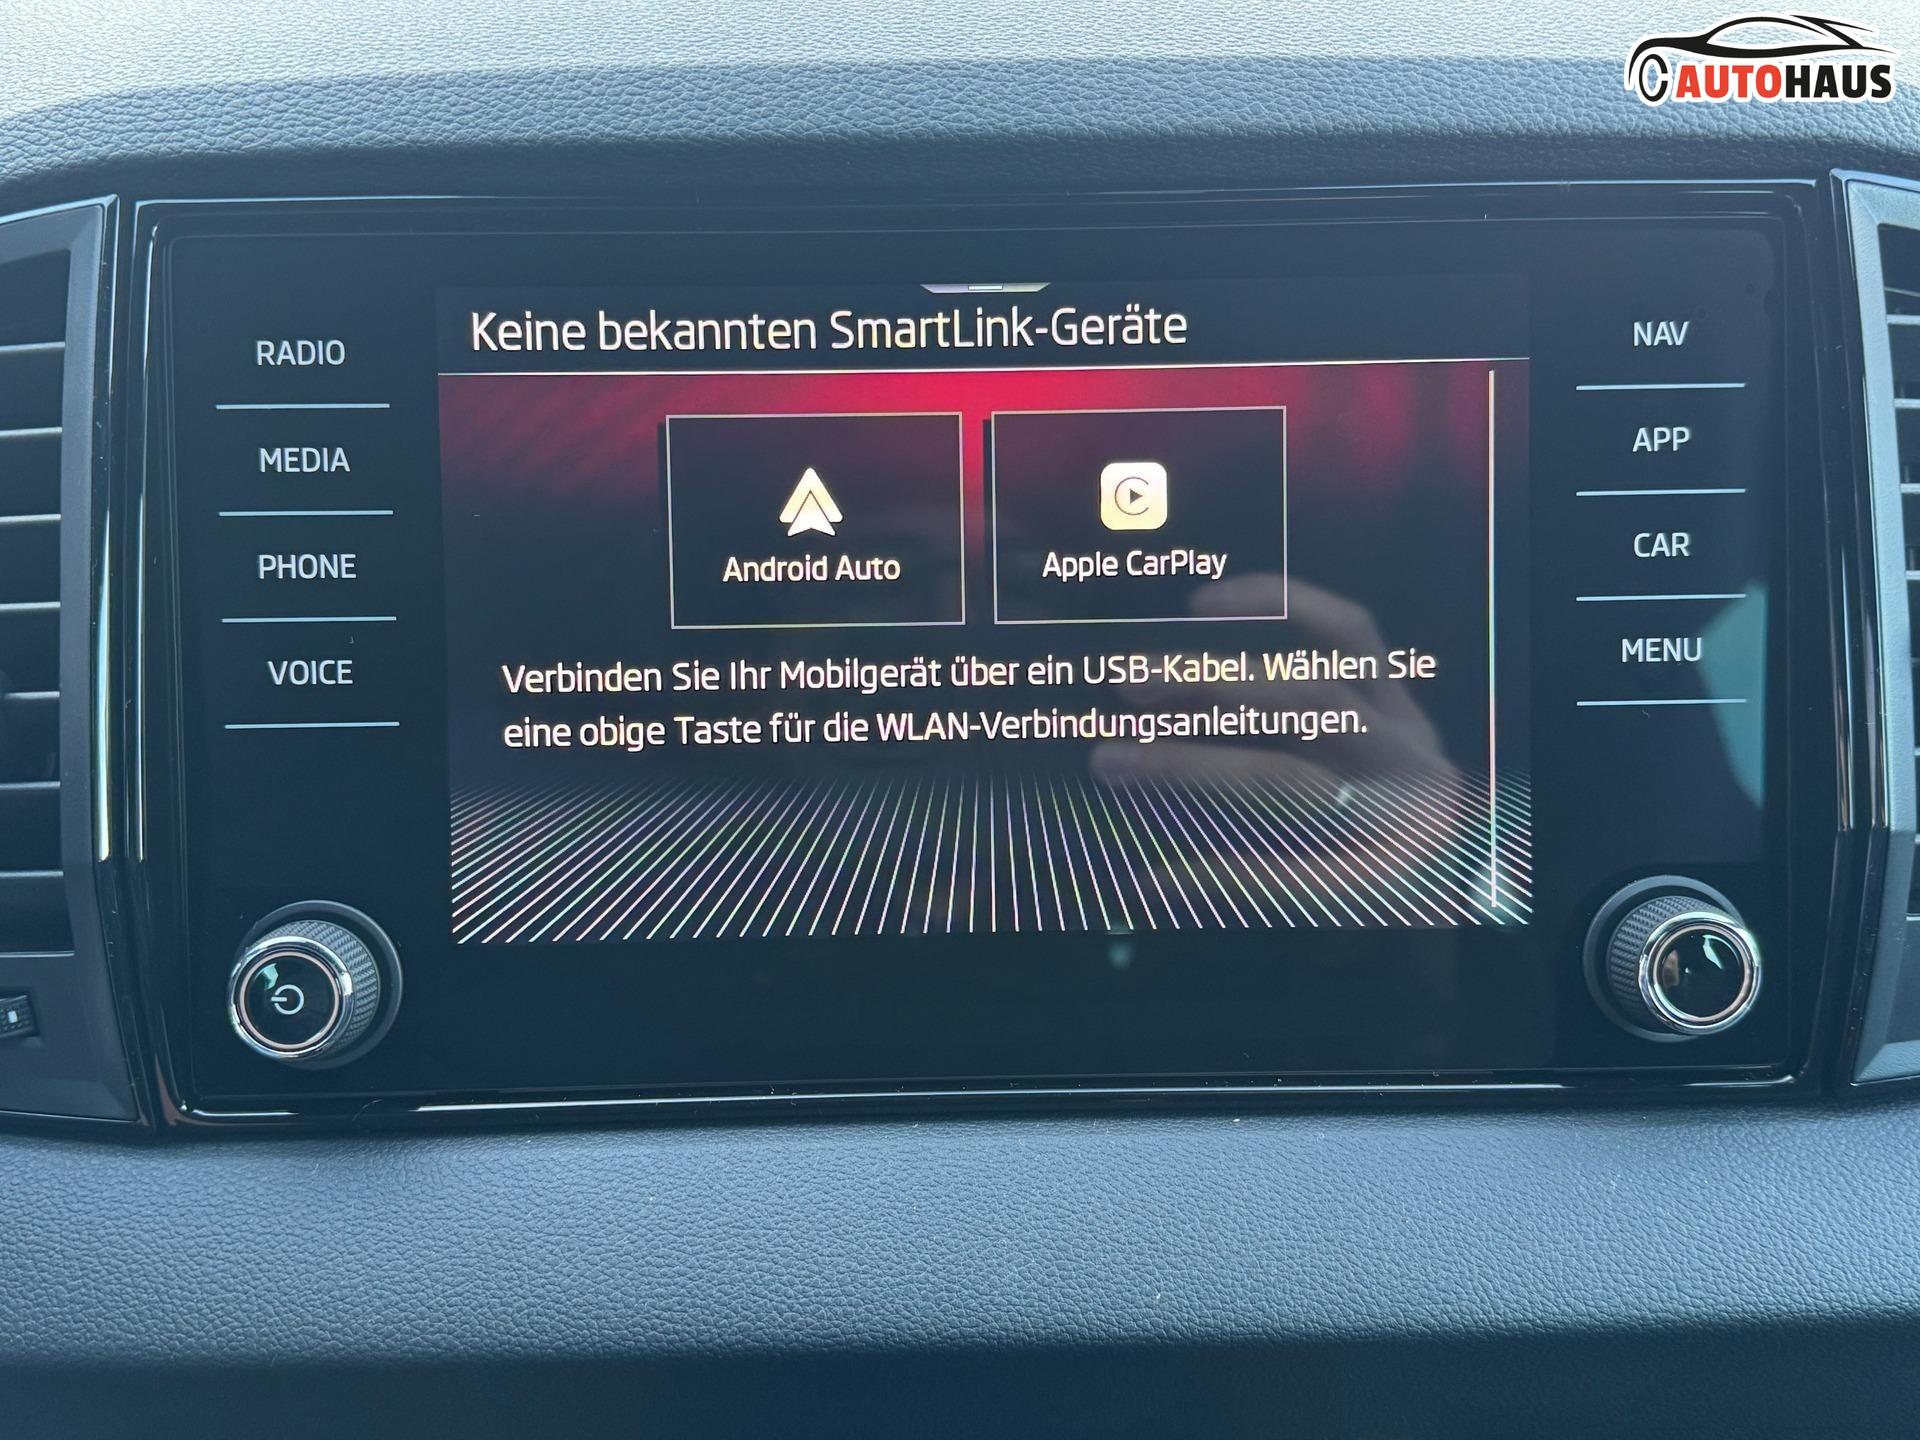 AUTOHAUS
Keine bekannten SmartLink-Geräte
RADIO
MEDIA
PHONE
VOICE
Android Auto
Apple CarPlay
Verbinden Sie Ihr Mobilgerät über ein USB-Kabel. Wählen Sie
eine obige Taste für die WLAN-Verbindungsanleitungen.
NAV
APP
CAR
MENU